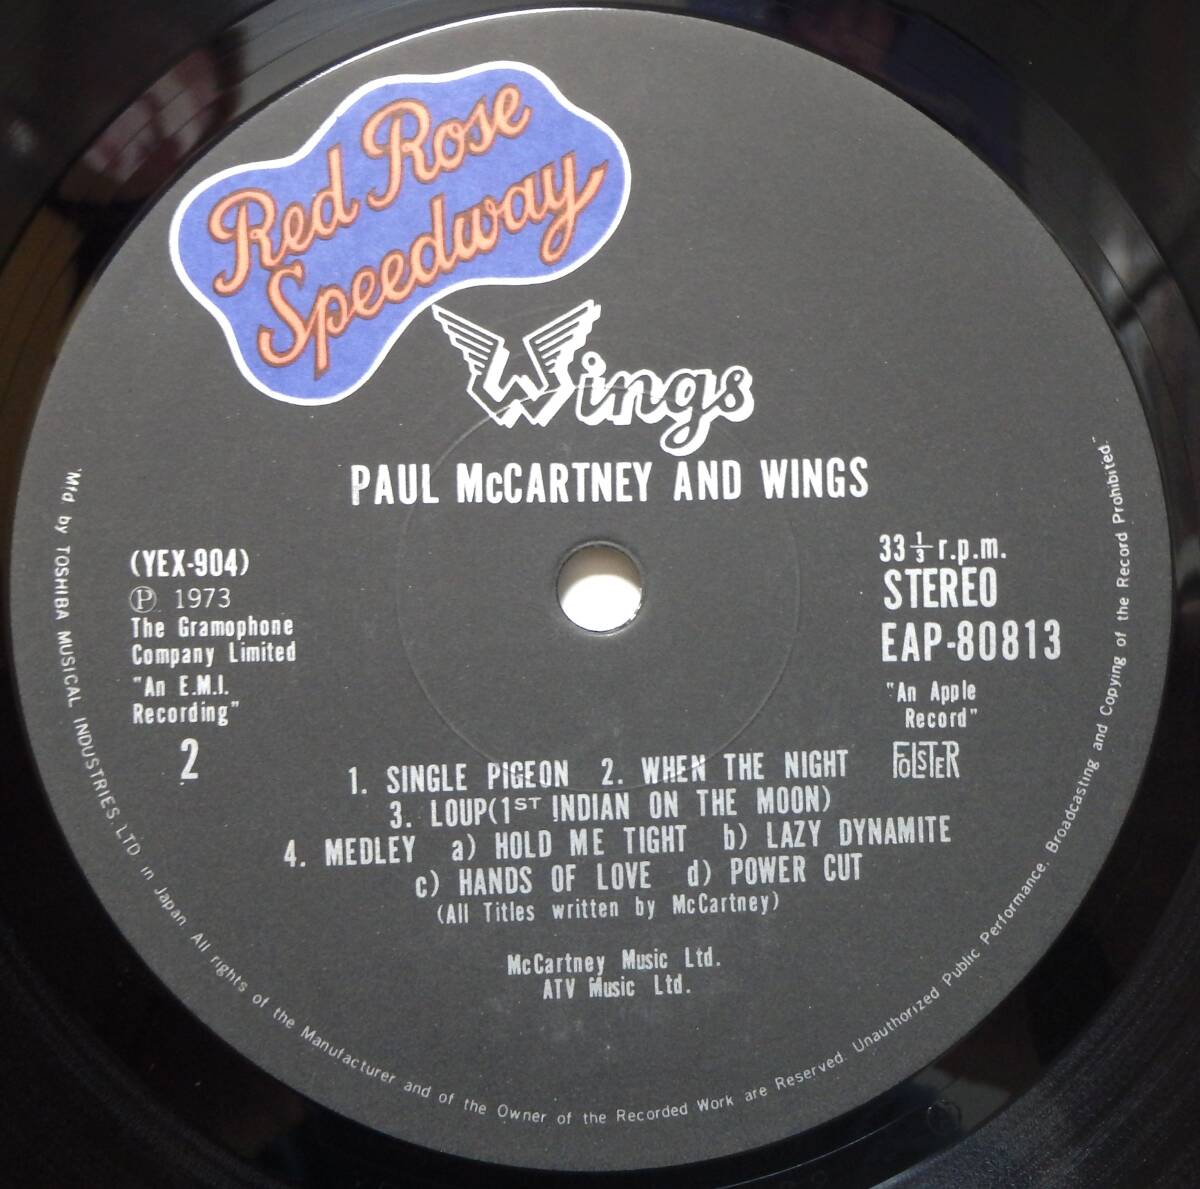 Red Rose
Speedway
Wings
PAUL McCARTNEY AND WINGS
(YEX-904)
Ⓟ 1973
The Gramophone
Company Limited
"An E.M.I.
Recording"
2
33 1/3 r.p.m.
STEREO
EAP-80813
"An Apple
Record"
FOLSTER
1. SINGLE PIGEON 2. WHEN THE NIGHT
3. LOUP(1ST INDIAN ON THE MOON)
4. MEDLEY a) HOLD ME TIGHT b) LAZY DYNAMITE
c) HANDS OF LOVE d) POWER CUT
(All Titles written by McCartney)
McCartney Music Ltd.
ATV Music Ltd.
"Mfd by TOSHIBA MUSICAL INDUSTRIES LTD in Japan. All rights of the Manufacturer and of the Owner of the Recorded Work are Reserved. Unauthorized Public Performance, Broadcasting and Copying of the Record Prohibited."